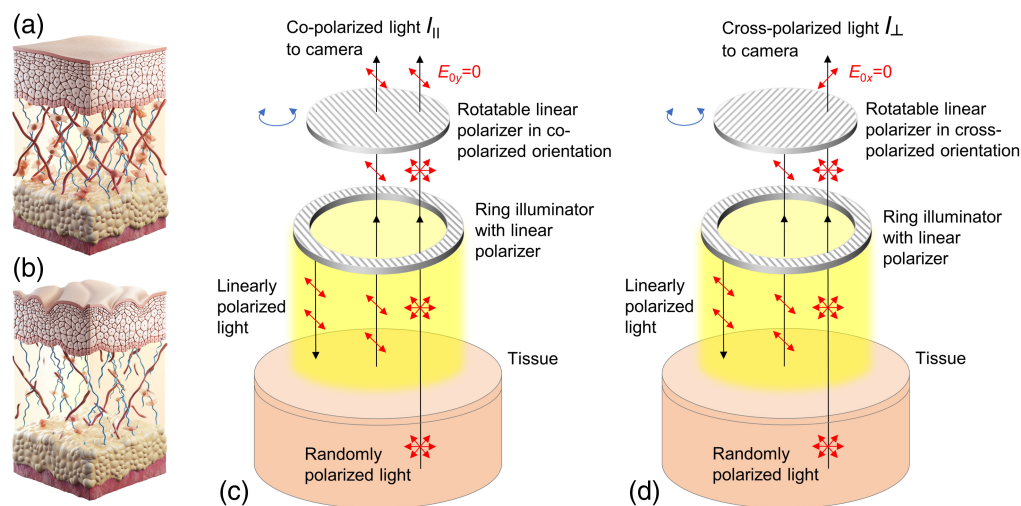 (a)
(b)
Co-polarized light I||
to camera
E0y=0
Rotatable linear
polarizer in co-
polarized orientation
Ring illuminator
with linear
polarizer
Linearly
polarized
light
Tissue
Randomly
polarized light
(c)
Cross-polarized light I⊥
to camera
E0x=0
Rotatable linear
polarizer in cross-
polarized orientation
Ring illuminator
with linear
polarizer
Linearly
polarized
light
Tissue
Randomly
polarized light
(d)